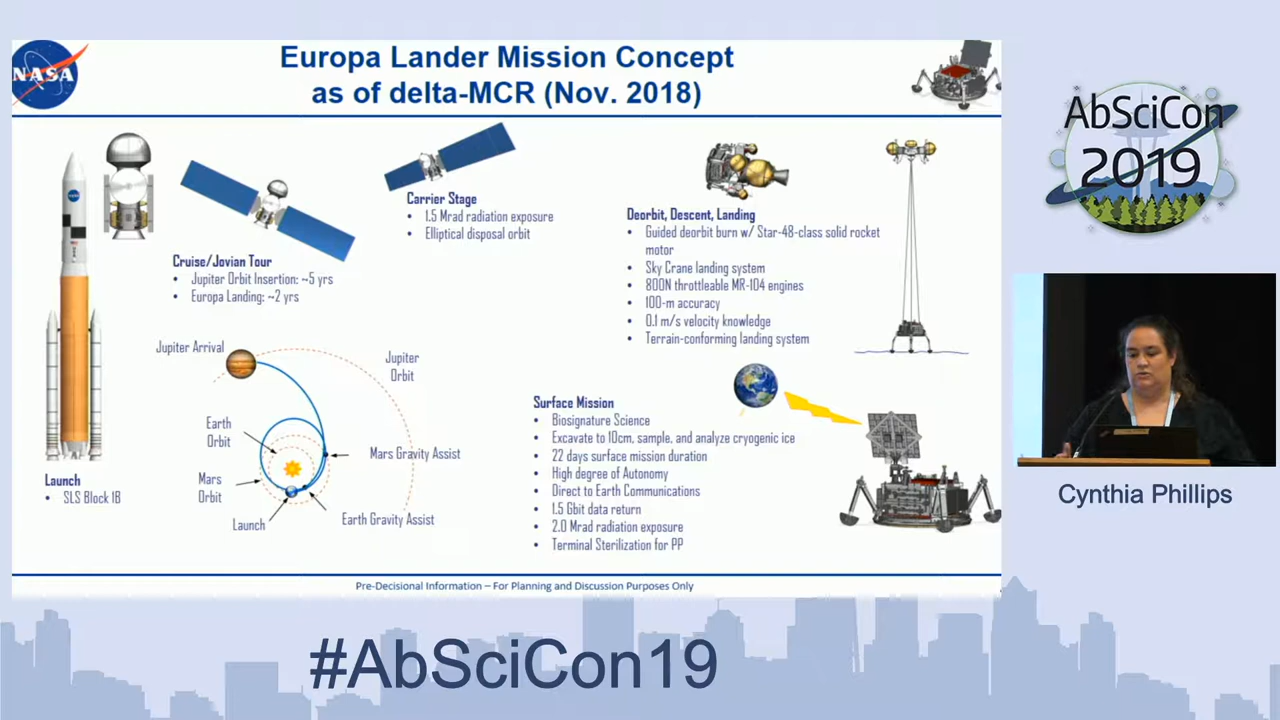 Europa Lander Mission Concept
as of delta-MCR (Nov. 2018)
NASA
Carrier Stage
• 1.5 Mrad radiation exposure
• Elliptical disposal orbit
Cruise/Jovian Tour
• Jupiter Orbit Insertion: ~5 yrs
• Europa Landing: ~2 yrs
Deorbit, Descent, Landing
• Guided deorbit burn w/ Star-48-class solid rocket
motor
• Sky Crane landing system
• 800N throttleable MR-104 engines
• 100-m accuracy
• 0.1 m/s velocity knowledge
• Terrain-conforming landing system
Jupiter Arrival
Jupiter
Orbit
Earth
Orbit
Mars Gravity Assist
Mars
Orbit
Launch
Earth Gravity Assist
Launch
• SLS Block 1B
Surface Mission
• Biosignature Science
• Excavate to 10cm, sample, and analyze cryogenic ice
• 22 days surface mission duration
• High degree of Autonomy
• Direct to Earth Communications
• 1.5 Gbit data return
• 2.0 Mrad radiation exposure
• Terminal Sterilization for PP
Pre-Decisional Information – For Planning and Discussion Purposes Only
AbSciCon
2019
Cynthia Phillips
#AbSciCon19